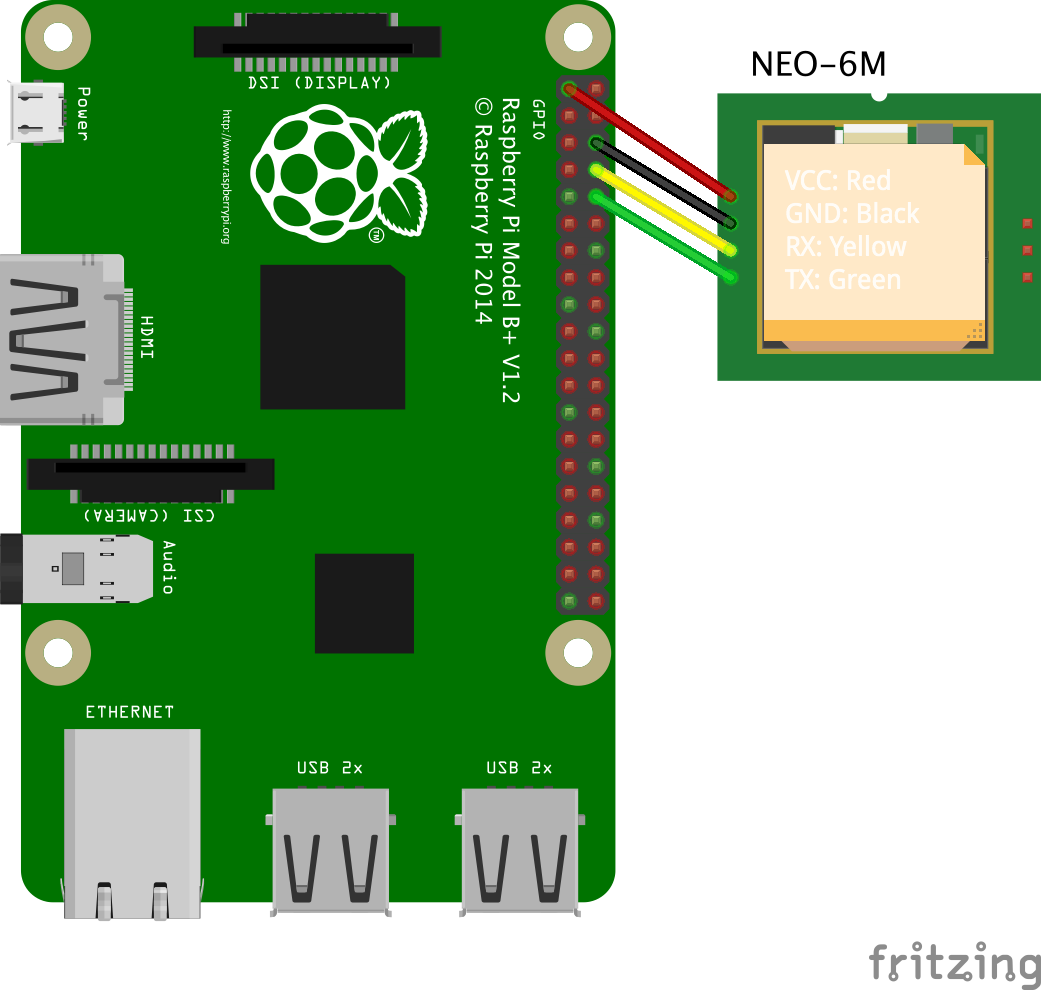 DSI (DISPLAY)
Power
http://www.raspberrypi.org
TM
GPIO
Raspberry Pi Model B+ V1.2
© Raspberry Pi 2014
HDMI
CSI (CAMERA)
Audio
ETHERNET
USB 2x
USB 2x
NEO-6M
VCC: Red
GND: Black
RX: Yellow
TX: Green
fritzing